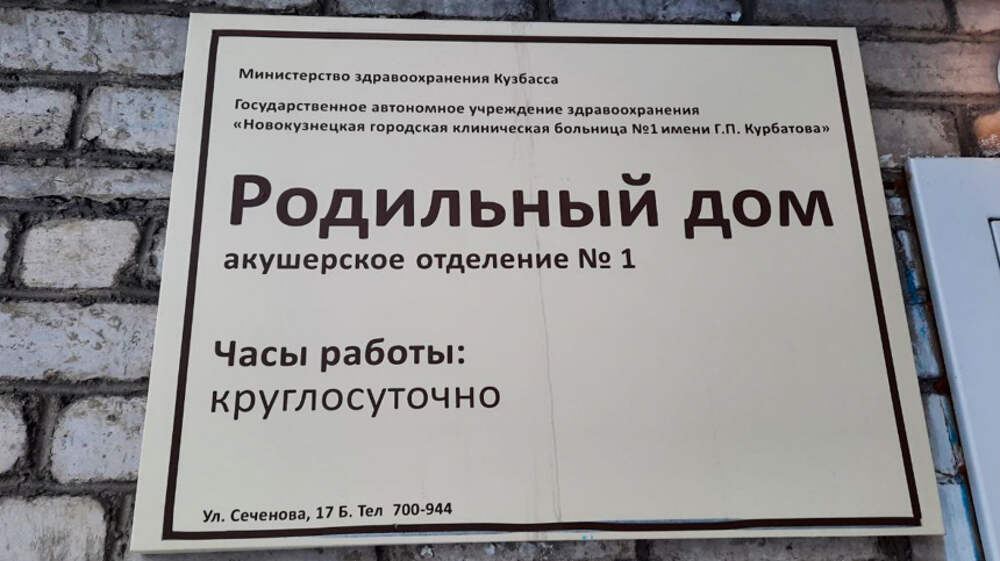 Министерство здравоохранения Кузбасса
Государственное автономное учреждение здравоохранения
«Новокузнецкая городская клиническая больница №1 имени Г.П. Курбатова»
Родильный дом
акушерское отделение № 1
Часы работы:
круглосуточно
Ул. Сеченова, 17 Б. Тел 700-944